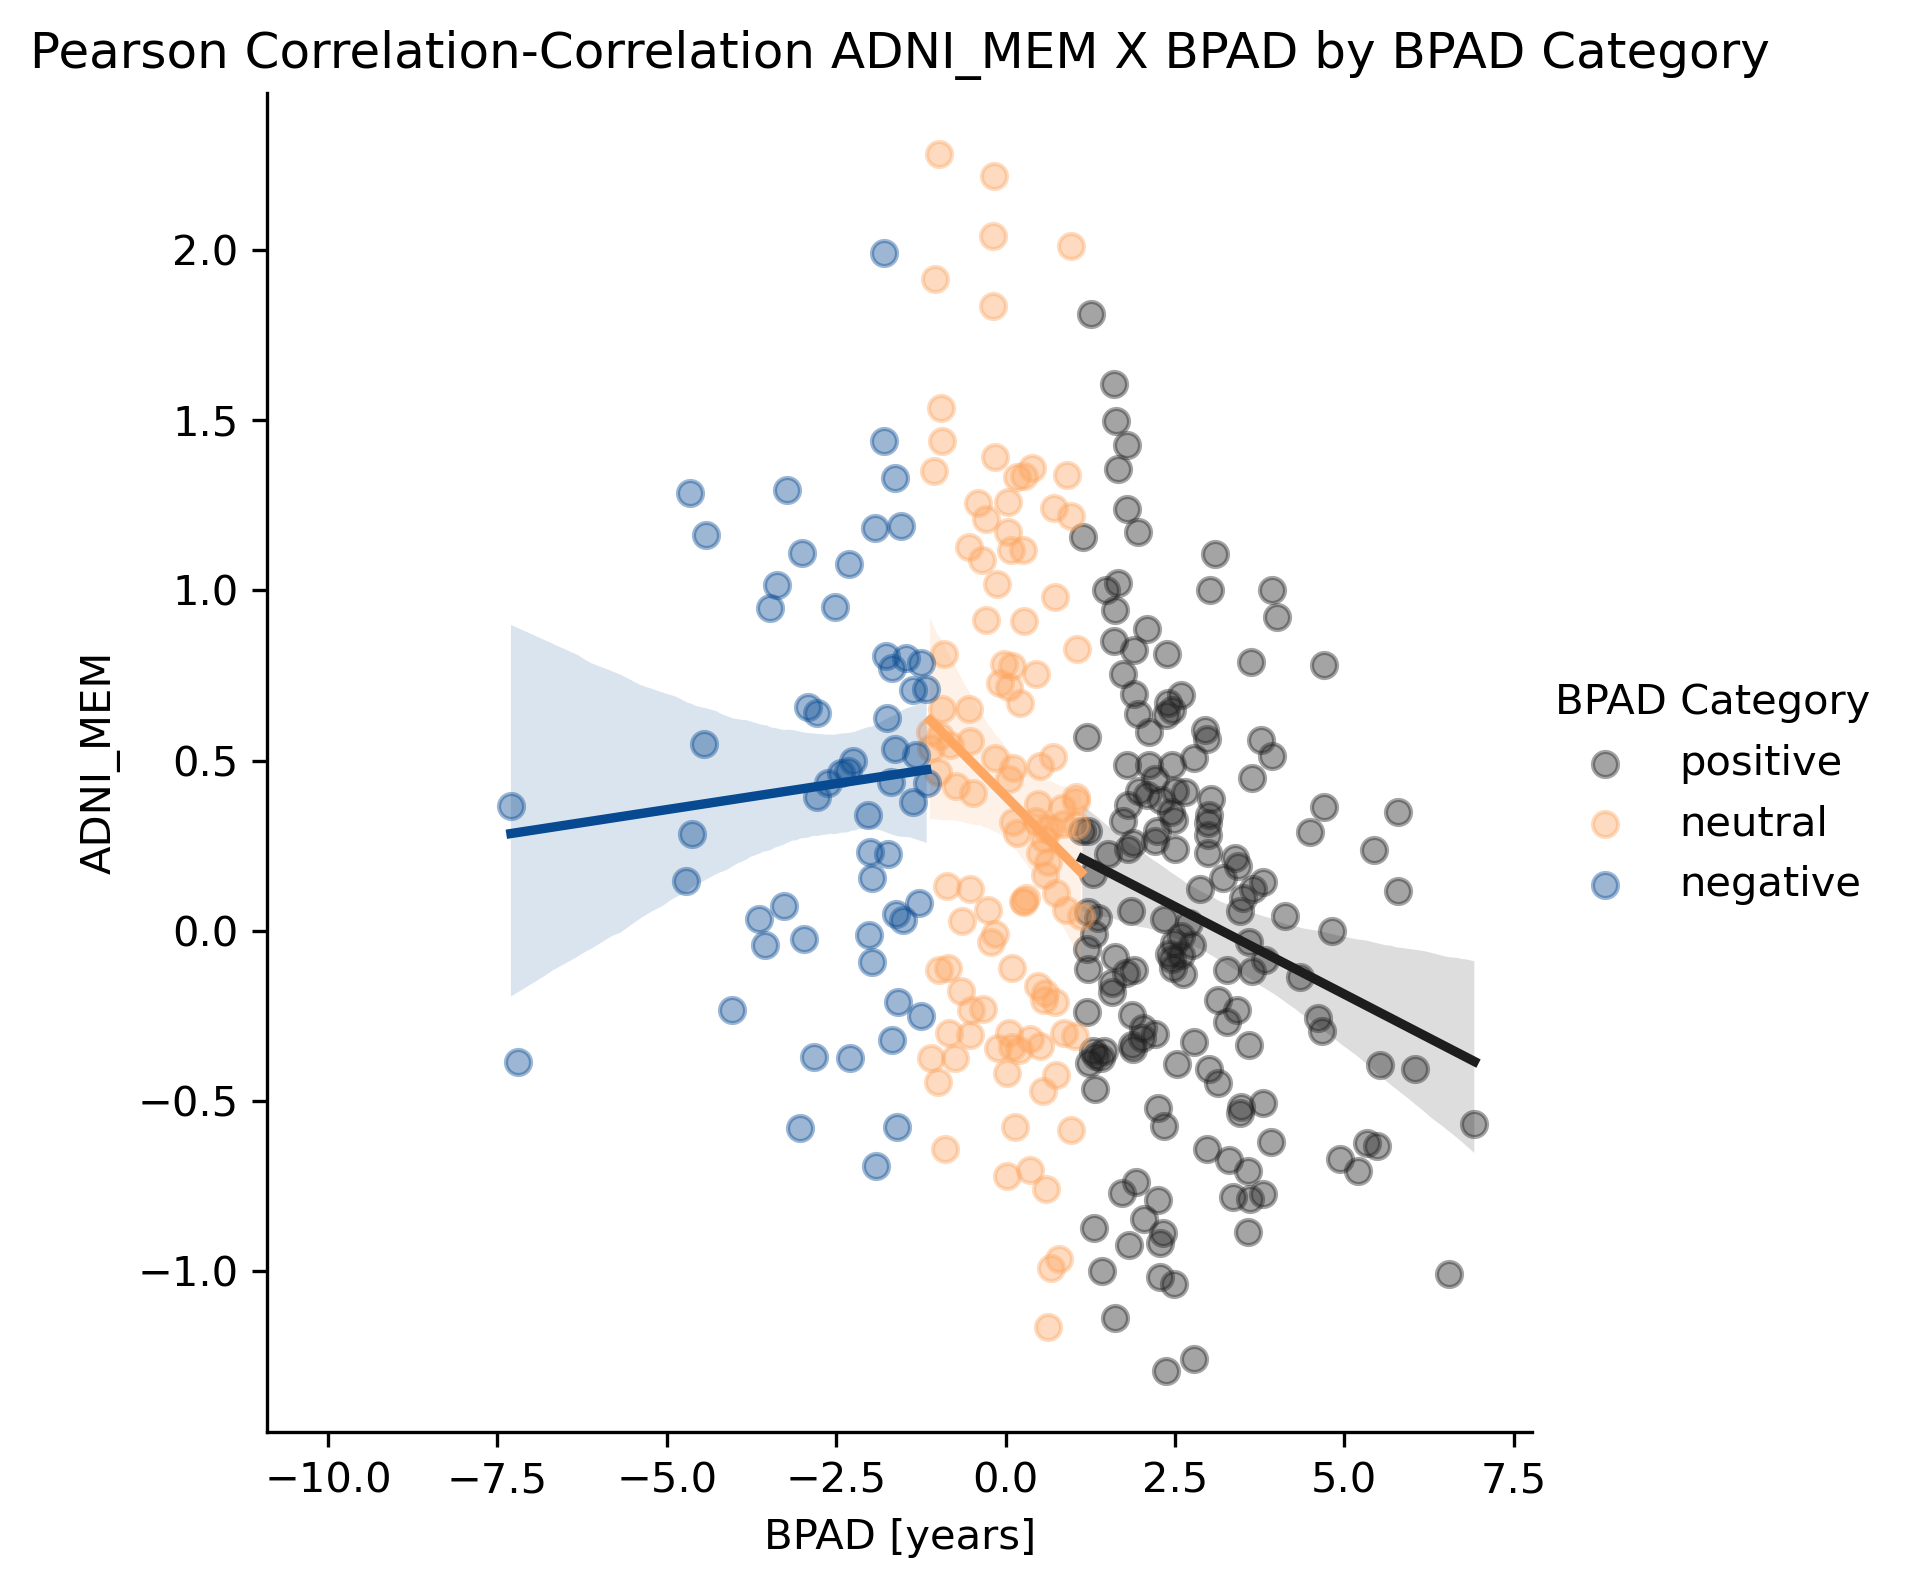 Pearson Correlation-Correlation ADNI_MEM X BPAD by BPAD Category
2.0
1.5
1.0
0.5
0.0
−0.5
−1.0
ADNI_MEM
−10.0 −7.5 −5.0 −2.5 0.0 2.5 5.0 7.5
BPAD [years]
BPAD Category
positive
neutral
negative